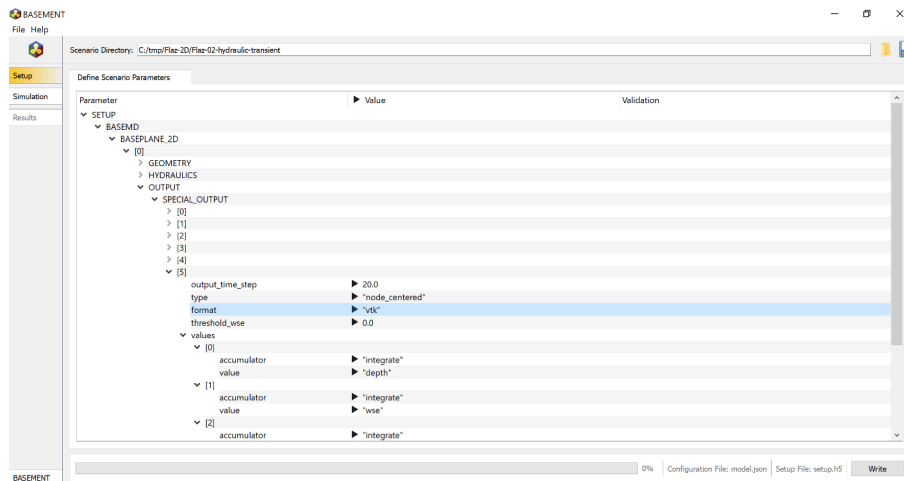 BASEMENT
File Help
Scenario Directory: C:/tmp/Flaz-2D/Flaz-02-hydraulic-transient
Setup
Define Scenario Parameters
Simulation
Parameter Value Validation
Results
SETUP
BASEMD
BASEPLANE_2D
[0]
GEOMETRY
HYDRAULICS
OUTPUT
SPECIAL_OUTPUT
[0]
[1]
[2]
[3]
[4]
[5]
output_time_step 20.0
type "node_centered"
format "vtk"
threshold_wse 0.0
values
[0]
accumulator "integrate"
value "depth"
[1]
accumulator "integrate"
value "wse"
[2]
accumulator "integrate"
0% Configuration File: model.json Setup File: setup.h5 Write
BASEMENT